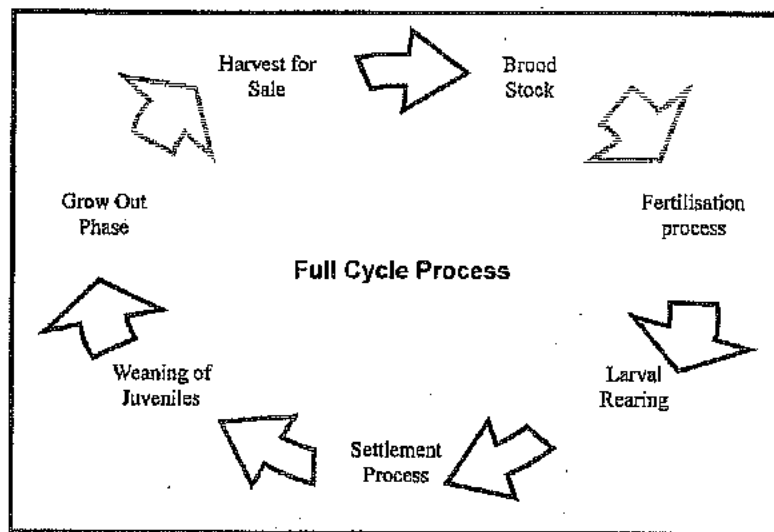 Harvest for
Sale
Brood
Stock
Fertilisation
process
Larval
Rearing
Settlement
Process
Weaning of
Juveniles
Grow Out
Phase
Full Cycle Process